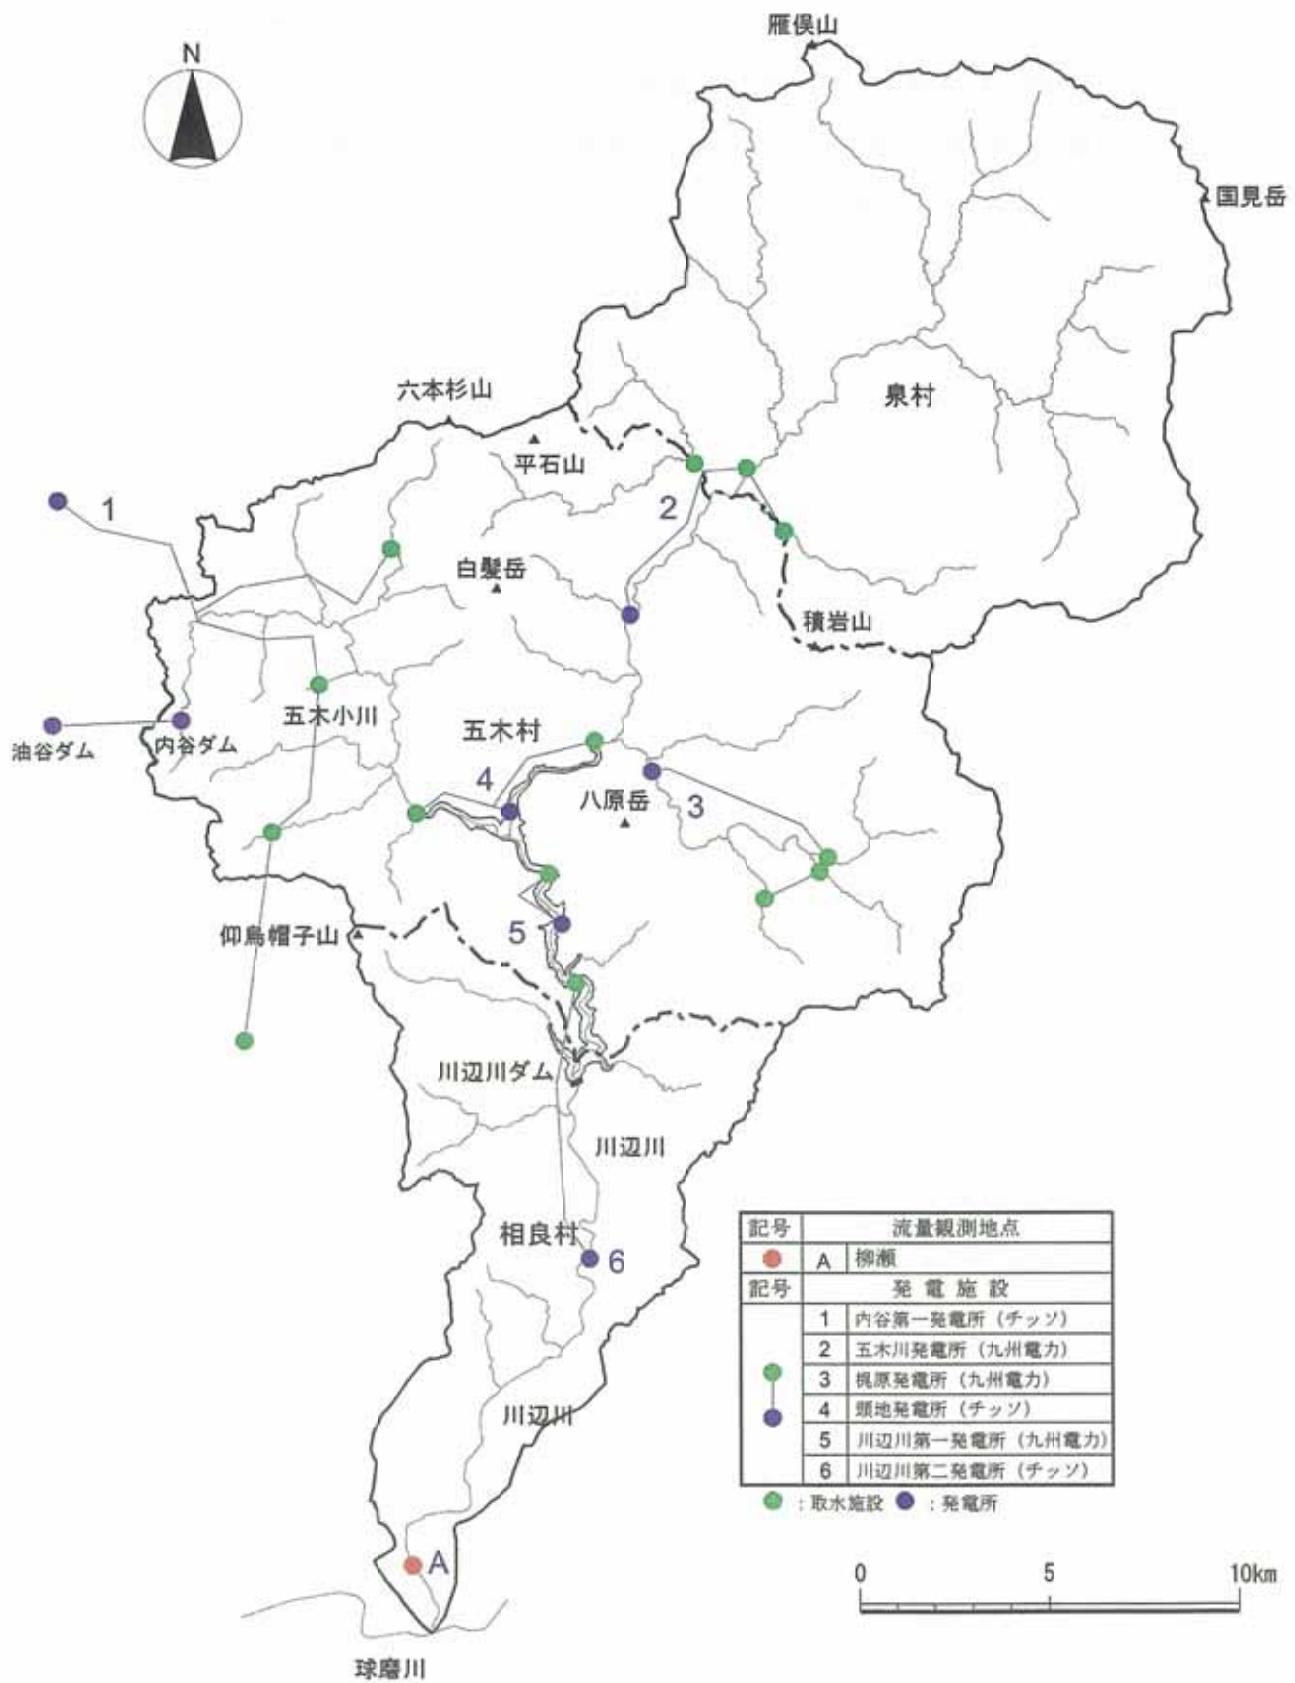 雁俣山
N
国見岳
六本杉山
泉村
平石山
1
2
白髪岳
積岩山
五木小川
五木村
油谷ダム
内谷ダム
4
八原岳
3
仰烏帽子山
5
川辺川ダム
川辺川
相良村
6
川辺川
A
球磨川
記号 流量観測地点
A 柳瀬
記号 発電施設
1 内谷第一発電所（チッソ）
2 五木川発電所（九州電力）
3 梶原発電所（九州電力）
4 頭地発電所（チッソ）
5 川辺川第一発電所（九州電力）
6 川辺川第二発電所（チッソ）
：取水施設 ：発電所
0 5 10km